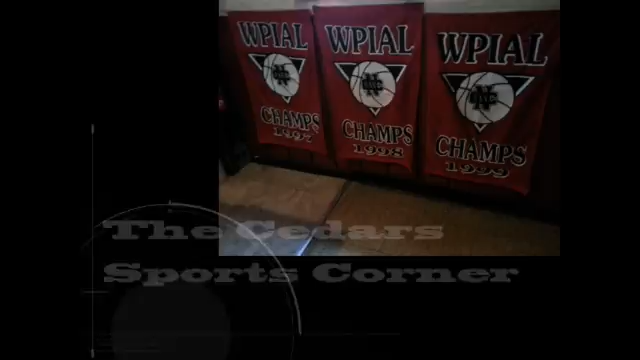 WPIAL
CHAMPS
1997
WPIAL
CHAMPS
1998
WPIAL
CHAMPS
1999
The Cedars
Sports Corner